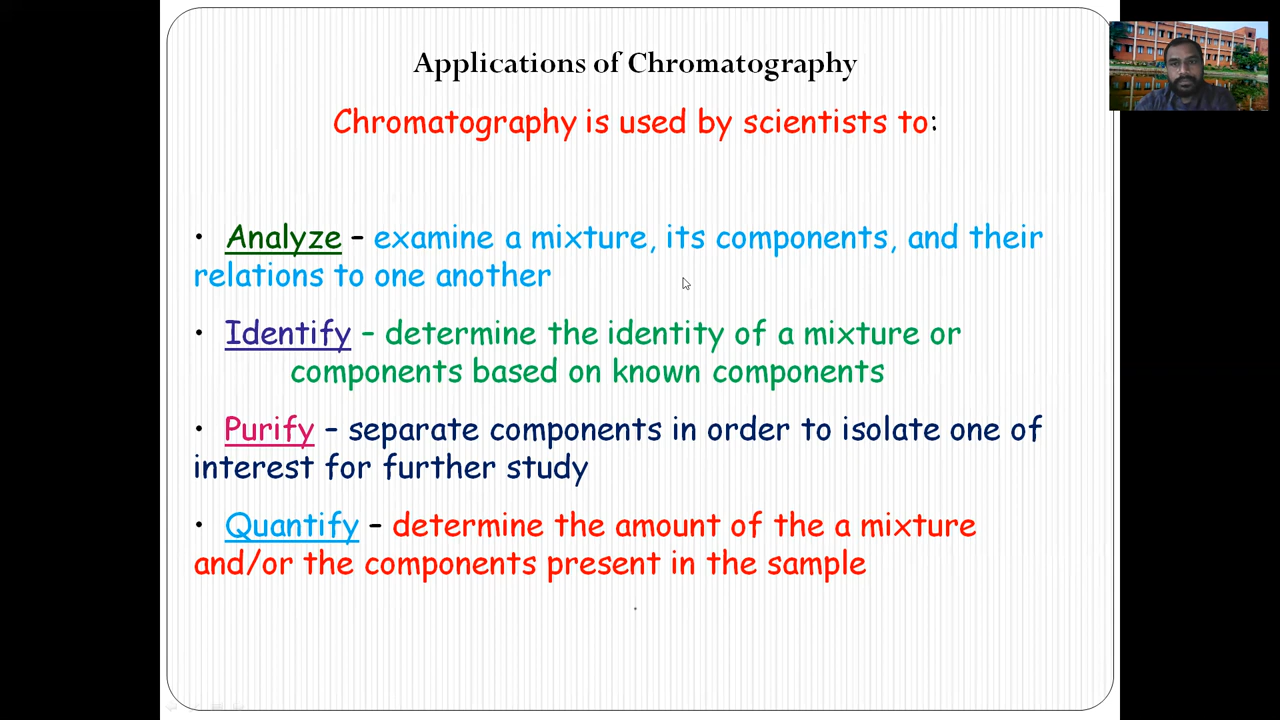 Applications of Chromatography
Chromatography is used by scientists to:
• Analyze – examine a mixture, its components, and their
relations to one another
• Identify – determine the identity of a mixture or
components based on known components
• Purify – separate components in order to isolate one of
interest for further study
• Quantify – determine the amount of the a mixture
and/or the components present in the sample
.